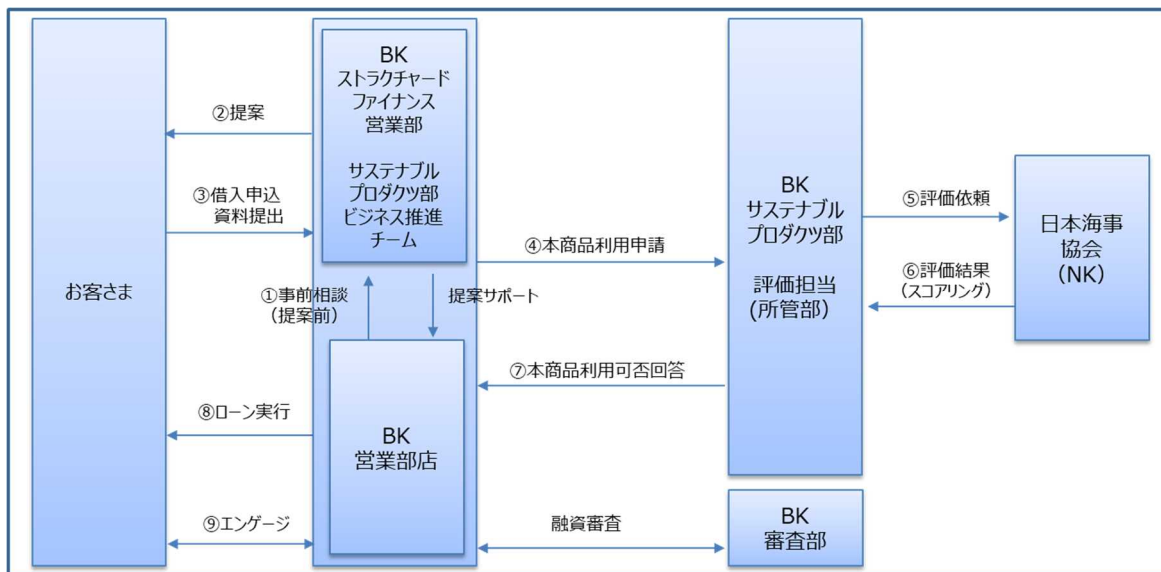 お客さま
②提案
③借入申込
資料提出
⑧ローン実行
⑨エンゲージ
BK
ストラクチャード
ファイナンス
営業部
サステナブル
プロダクツ部
ビジネス推進
チーム
①事前相談
（提案前）
提案サポート
BK
営業部店
④本商品利用申請
⑦本商品利用可否回答
融資審査
BK
サステナブル
プロダクツ部
評価担当
(所管部）
BK
審査部
⑤評価依頼
⑥評価結果
（スコアリング）
日本海事
協会
（NK）